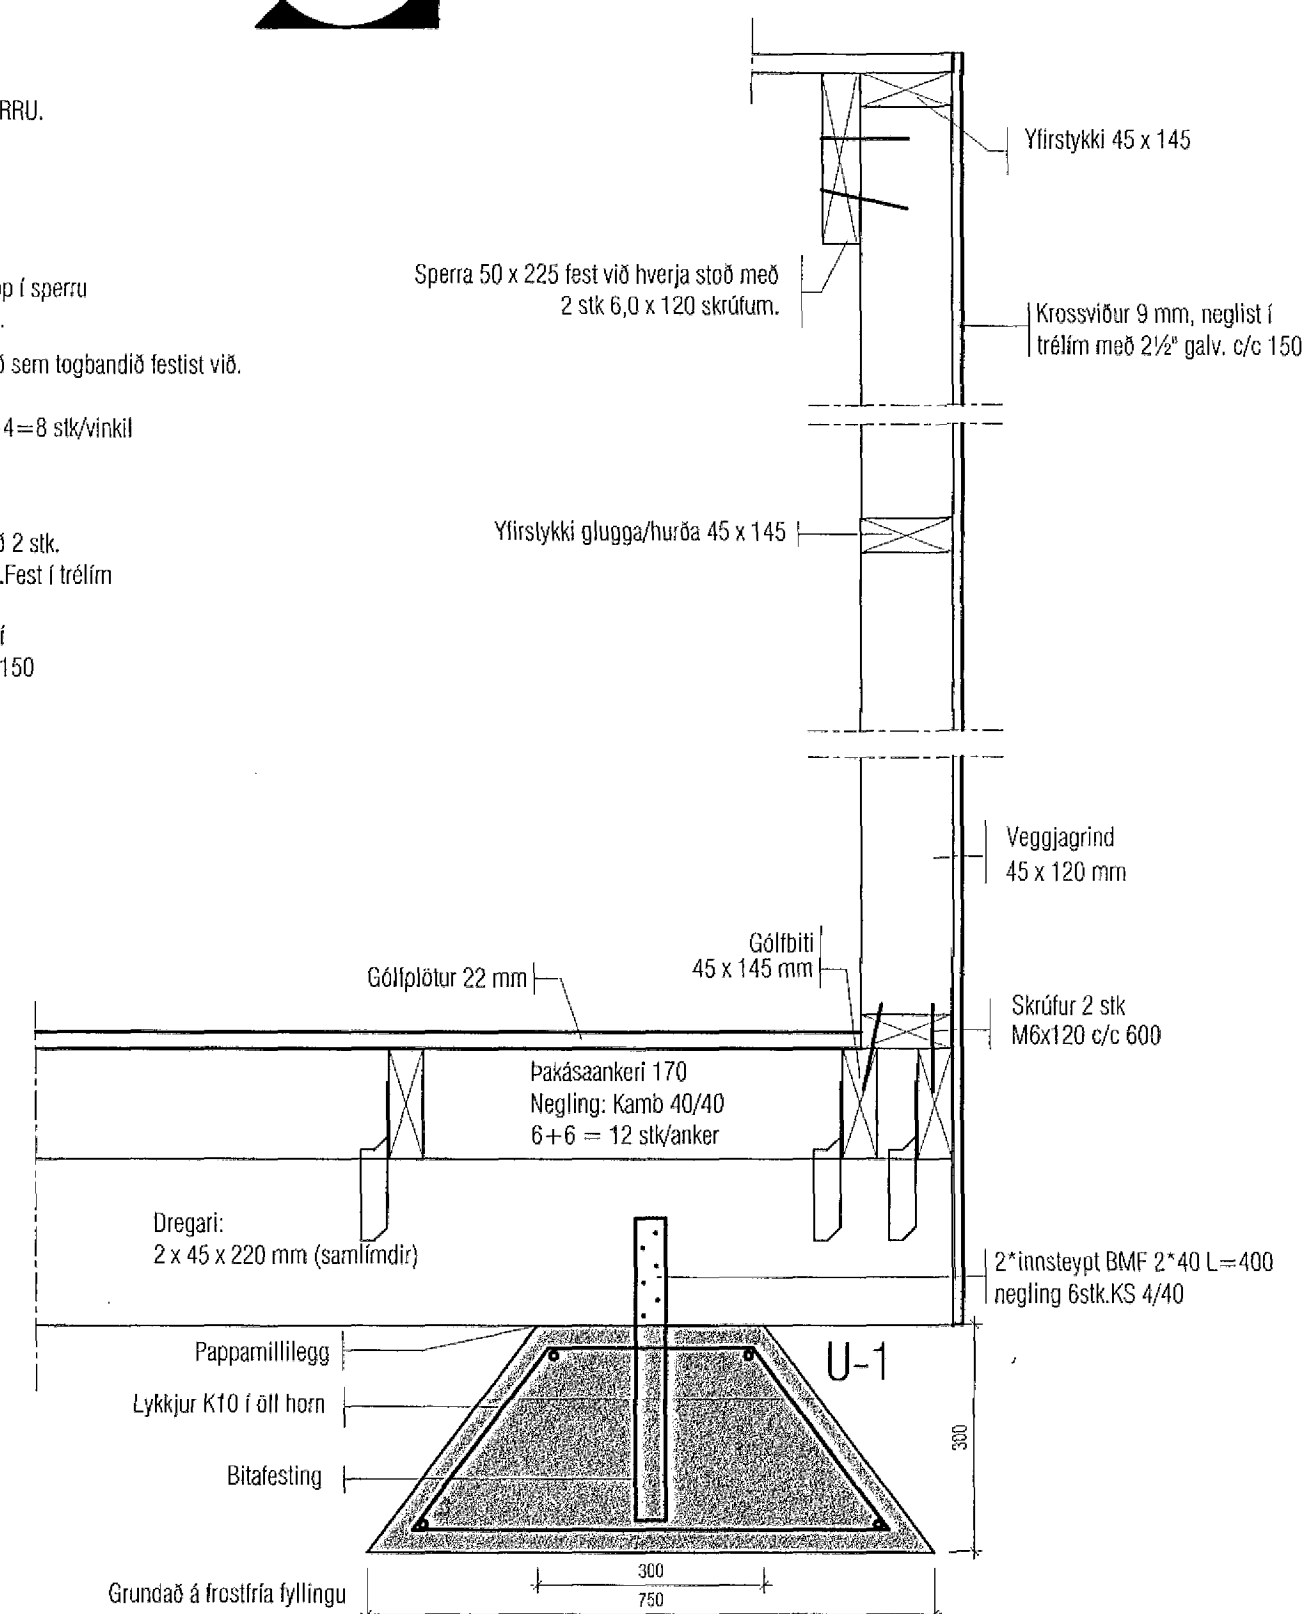 RRU.
Yfirstykki 45 x 145
p í sperru
.
Sperra 50 x 225 fest við hverja stoð með
2 stk 6,0 x 120 skrúfum.
Krossviður 9 mm, neglist í
trélím með 2½" galv. c/c 150
ð sem togbandið festist við.
4=8 stk/vinkil
Yfirstykki glugga/hurða 45 x 145
ð 2 stk.
.Fest í trélím
í
150
Veggjagrind
45 x 120 mm
Gólfbiti
45 x 145 mm
Gólfplötur 22 mm
Skrúfur 2 stk
M6x120 c/c 600
Þakásaankeri 170
Negling: Kamb 40/40
6+6 = 12 stk/anker
Dregari:
2 x 45 x 220 mm (samlímdir)
2*innsteypt BMF 2*40 L=400
negling 6stk.KS 4/40
Pappamillilegg
U-1
Lykkjur K10 í öll horn
300
Bitafesting
300
750
Grundað á frostfría fyllingu